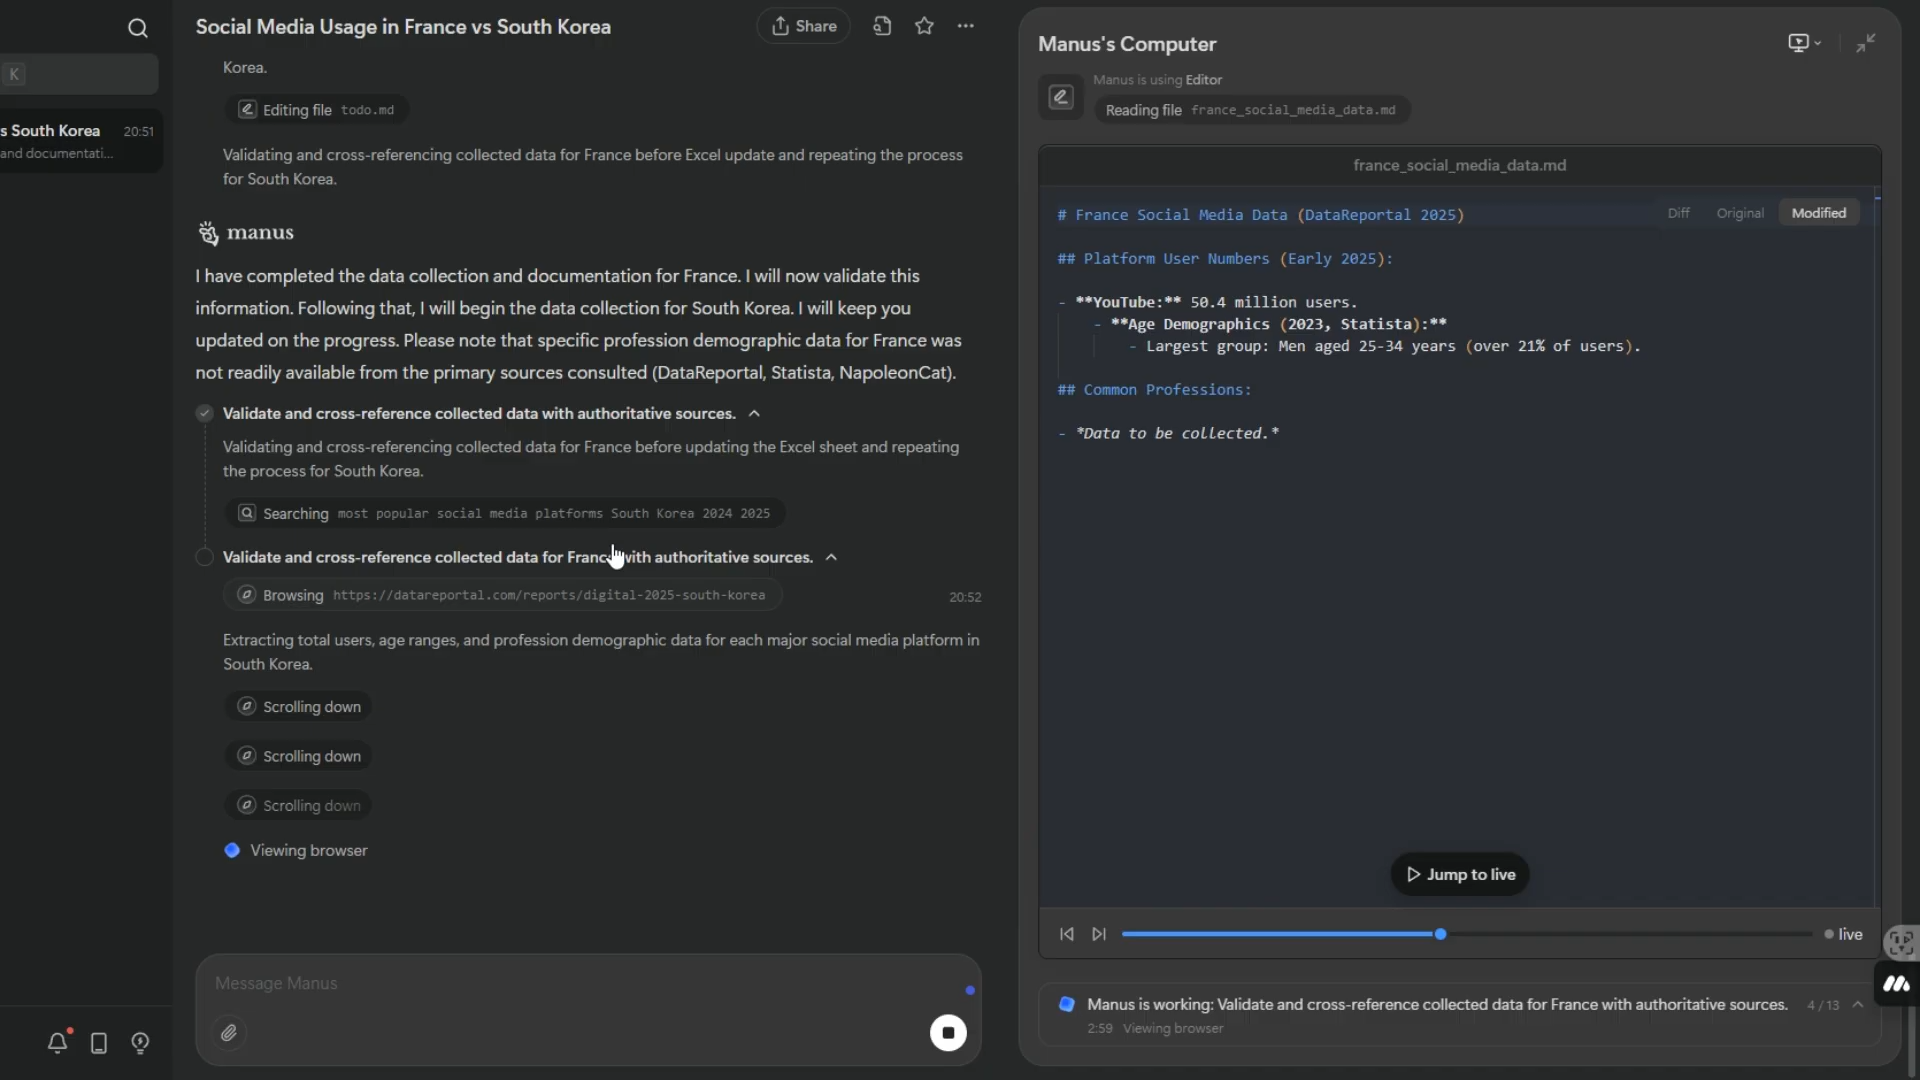 K
s South Korea 20:51
and documentati...
Social Media Usage in France vs South Korea
Share
Korea.
Editing file todo.md
Validating and cross-referencing collected data for France before Excel update and repeating the process
for South Korea.
manus
I have completed the data collection and documentation for France. I will now validate this
information. Following that, I will begin the data collection for South Korea. I will keep you
updated on the progress. Please note that specific profession demographic data for France was
not readily available from the primary sources consulted (DataReportal, Statista, NapoleonCat).
Validate and cross-reference collected data with authoritative sources.
Validating and cross-referencing collected data for France before updating the Excel sheet and repeating
the process for South Korea.
Searching most popular social media platforms South Korea 2024 2025
Validate and cross-reference collected data for France with authoritative sources.
Browsing https://datareportal.com/reports/digital-2025-south-korea
20:52
Extracting total users, age ranges, and profession demographic data for each major social media platform in
South Korea.
Scrolling down
Scrolling down
Scrolling down
Viewing browser
Message Manus
Manus's Computer
Manus is using Editor
Reading file france_social_media_data.md
france_social_media_data.md
Diff Original Modified
# France Social Media Data (DataReportal 2025)
## Platform User Numbers (Early 2025):
- **YouTube:** 50.4 million users.
- **Age Demographics (2023, Statista):**
- Largest group: Men aged 25-34 years (over 21% of users).
## Common Professions:
- *Data to be collected.*
Jump to live
live
Manus is working: Validate and cross-reference collected data for France with authoritative sources. 4/13
2:59 Viewing browser